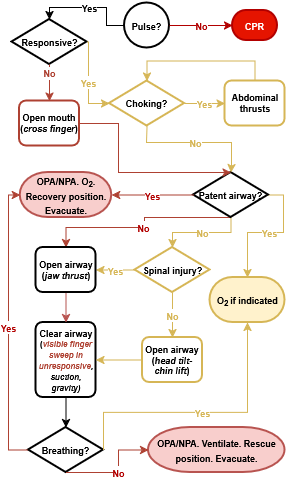 Yes
Pulse?
No
CPR
Responsive?
No
Yes
Choking?
Yes
Abdominal
thrusts
Open mouth
(cross finger)
No
OPA/NPA. O₂.
Recovery position.
Evacuate.
Yes
Patent airway?
No
No
Yes
Open airway
(jaw thrust)
Yes
Spinal injury?
O₂ if indicated
No
Yes
Clear airway
(visible finger
sweep in
unresponsive,
suction,
gravity)
Open airway
(head tilt-
chin lift)
Yes
Breathing?
No
OPA/NPA. Ventilate. Rescue
position. Evacuate.